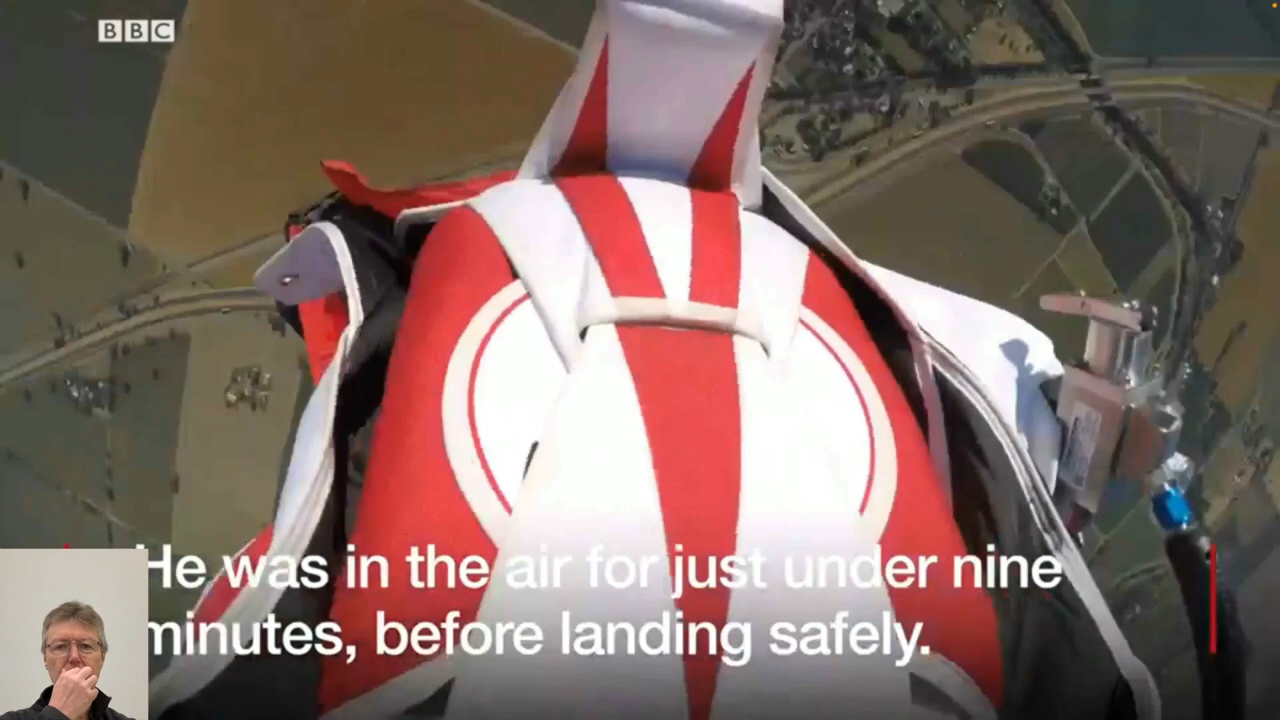 BBC
He was in the air for just under nine
minutes, before landing safely.